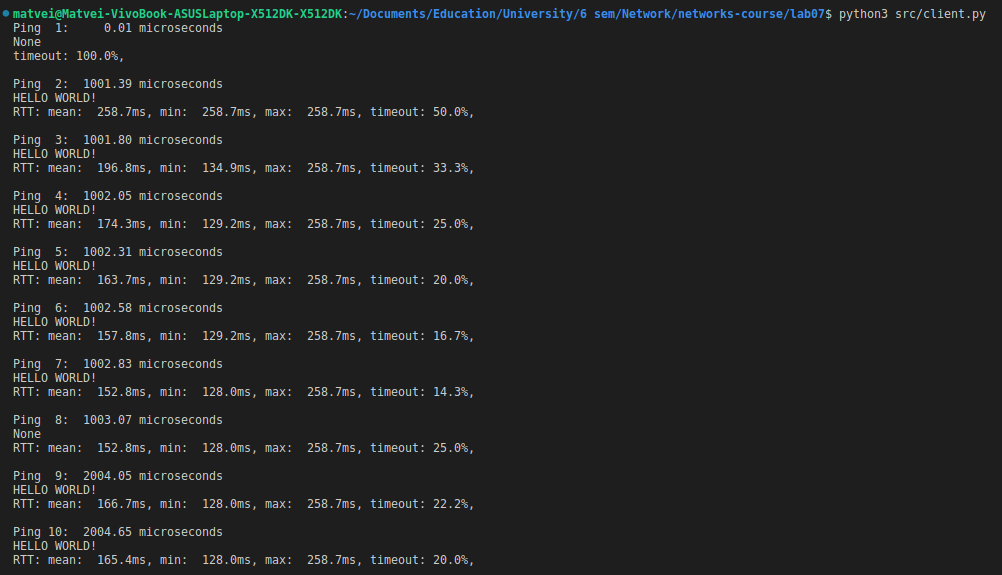 matvei@Matvei-VivoBook-ASUSLaptop-X512DK-X512DK:~/Documents/Education/University/6 sem/Network/networks-course/lab07$ python3 src/client.py
Ping  1:     0.01 microseconds
None
timeout: 100.0%,

Ping  2:  1001.39 microseconds
HELLO WORLD!
RTT: mean:  258.7ms, min:  258.7ms, max:  258.7ms, timeout: 50.0%,

Ping  3:  1001.80 microseconds
HELLO WORLD!
RTT: mean:  196.8ms, min:  134.9ms, max:  258.7ms, timeout: 33.3%,

Ping  4:  1002.05 microseconds
HELLO WORLD!
RTT: mean:  174.3ms, min:  129.2ms, max:  258.7ms, timeout: 25.0%,

Ping  5:  1002.31 microseconds
HELLO WORLD!
RTT: mean:  163.7ms, min:  129.2ms, max:  258.7ms, timeout: 20.0%,

Ping  6:  1002.58 microseconds
HELLO WORLD!
RTT: mean:  157.8ms, min:  129.2ms, max:  258.7ms, timeout: 16.7%,

Ping  7:  1002.83 microseconds
HELLO WORLD!
RTT: mean:  152.8ms, min:  128.0ms, max:  258.7ms, timeout: 14.3%,

Ping  8:  1003.07 microseconds
None
RTT: mean:  152.8ms, min:  128.0ms, max:  258.7ms, timeout: 25.0%,

Ping  9:  2004.05 microseconds
HELLO WORLD!
RTT: mean:  166.7ms, min:  128.0ms, max:  258.7ms, timeout: 22.2%,

Ping 10:  2004.65 microseconds
HELLO WORLD!
RTT: mean:  165.4ms, min:  128.0ms, max:  258.7ms, timeout: 20.0%,